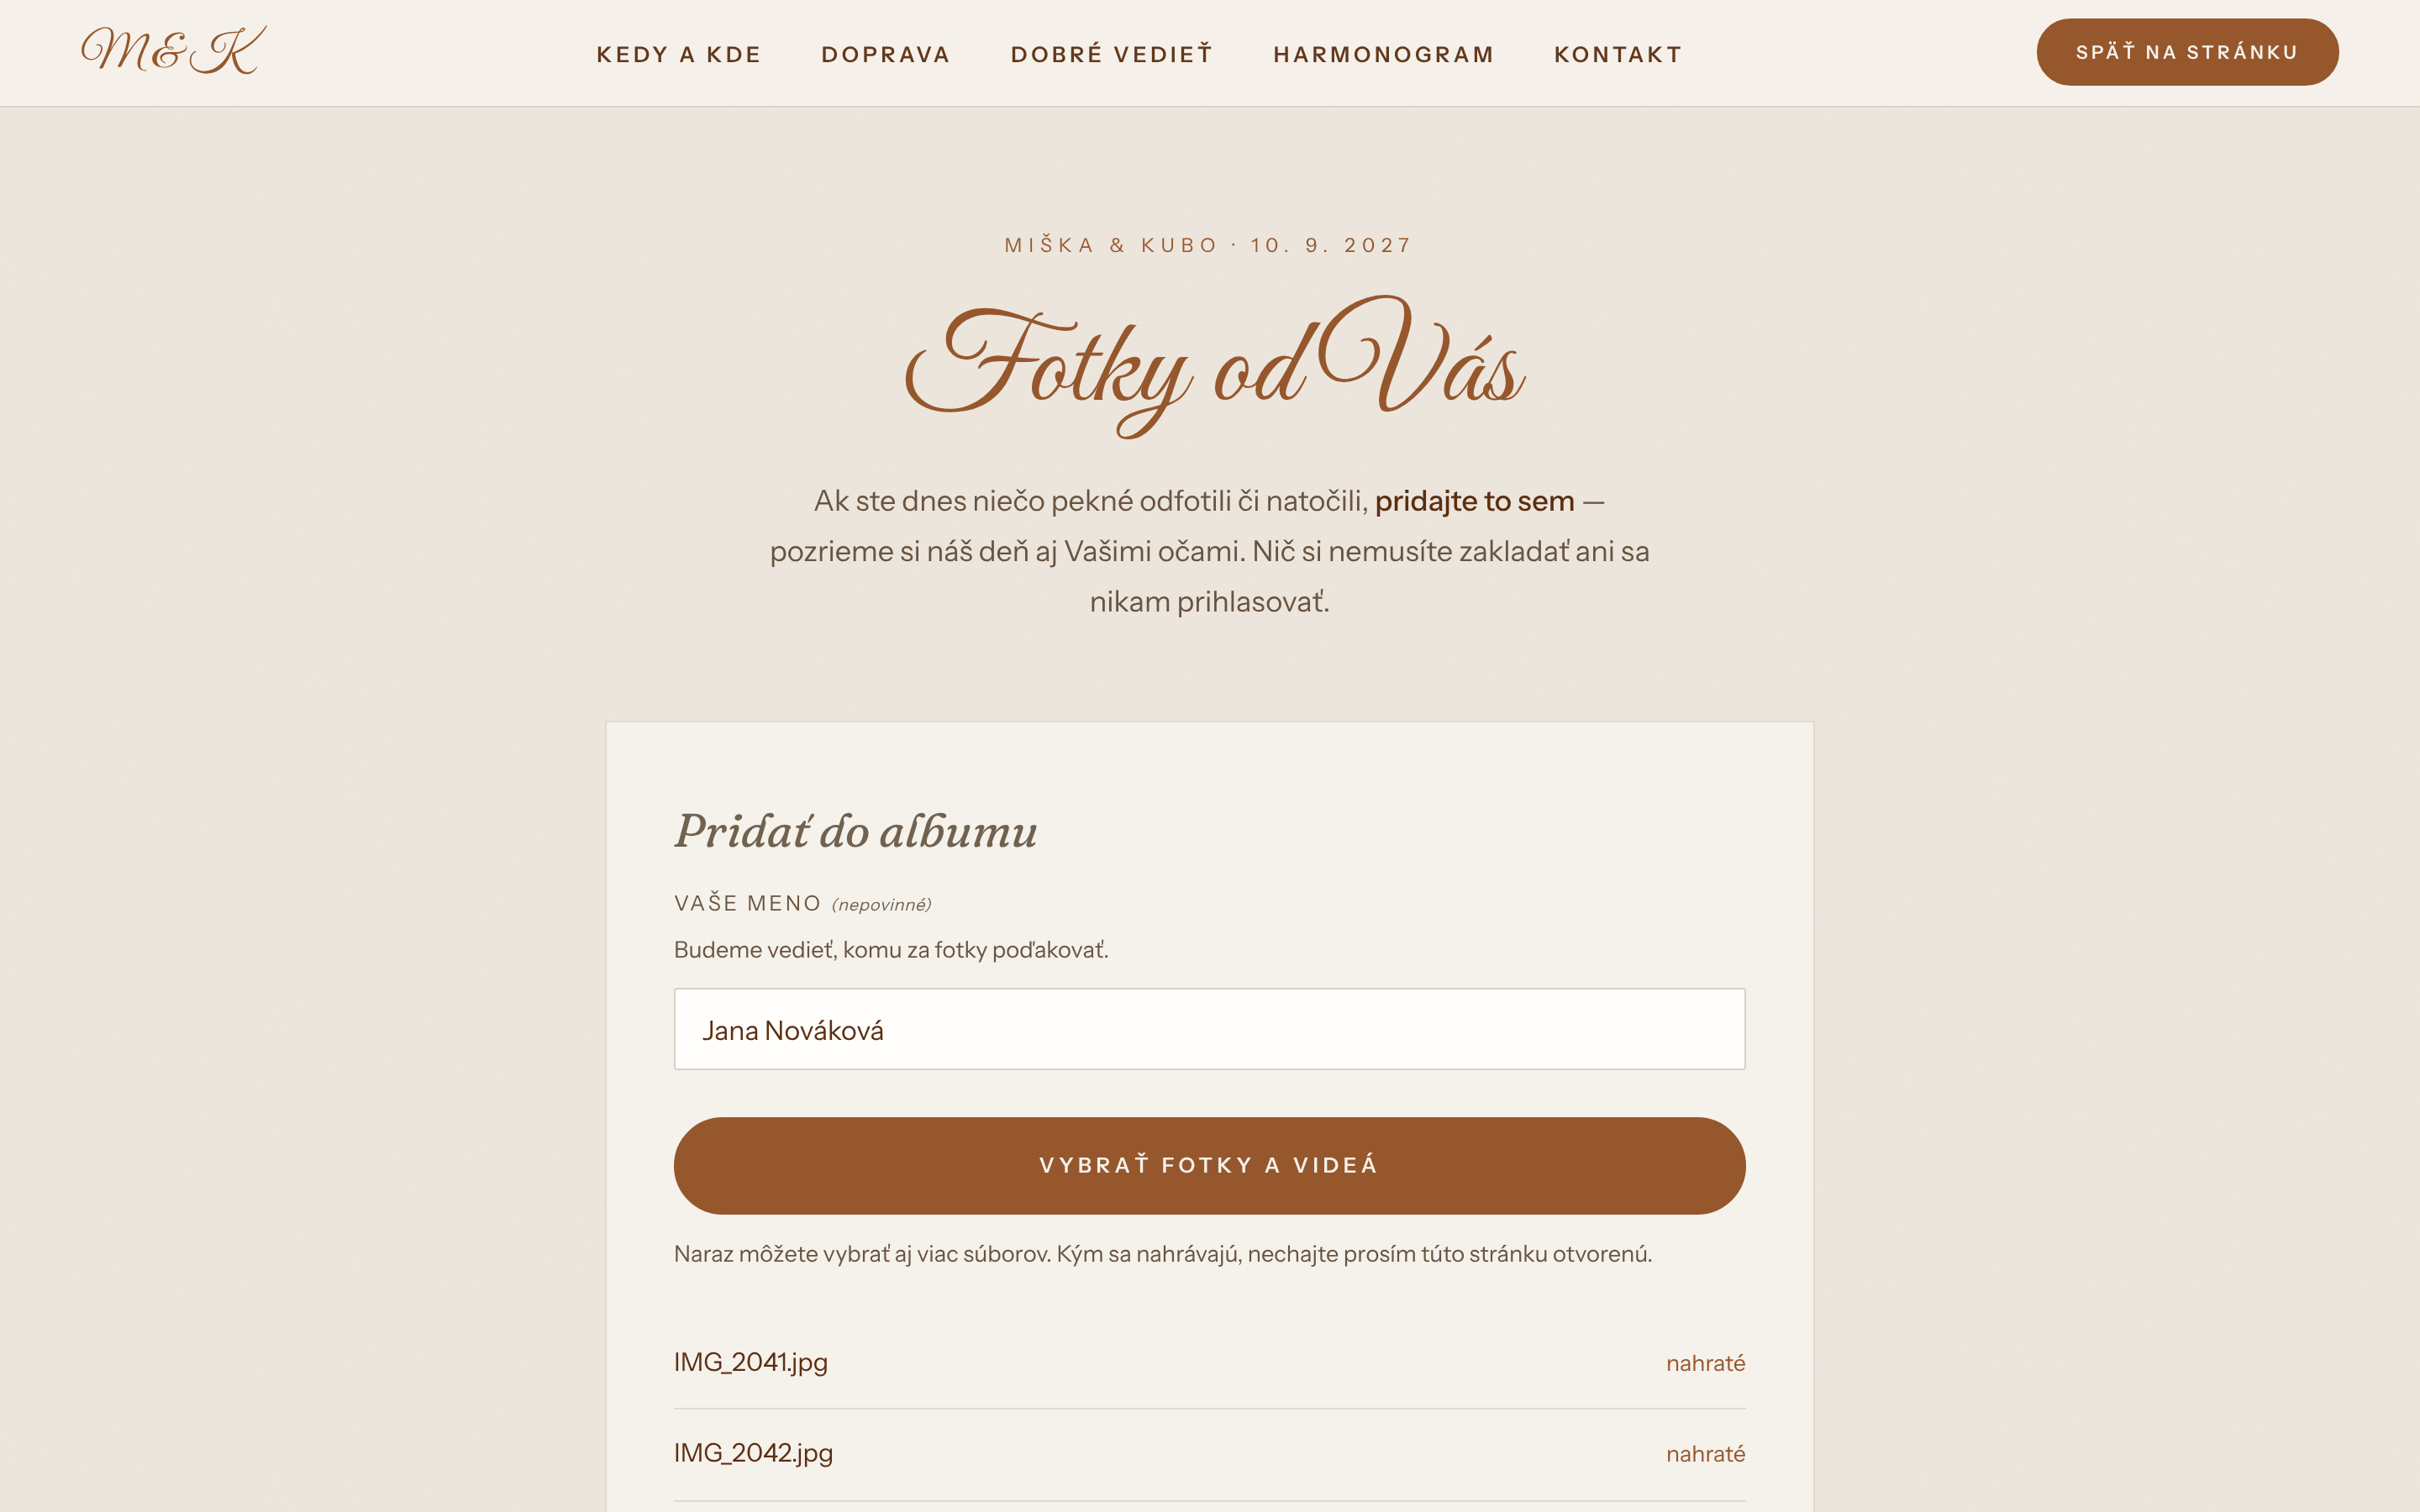 M&K
KEDY A KDE
DOPRAVA
DOBRÉ VEDIEŤ
HARMONOGRAM
KONTAKT
SPÄŤ NA STRÁNKU
MIŠKA & KUBO · 10. 9. 2027
Fotky od Vás
Ak ste dnes niečo pekné odfotili či natočili, pridajte to sem —
pozrieme si náš deň aj Vašimi očami. Nič si nemusíte zakladať ani sa
nikam prihlasovať.
Pridať do albumu
VAŠE MENO (nepovinné)
Budeme vedieť, komu za fotky poďakovať.
Jana Nováková
VYBRAŤ FOTKY A VIDEÁ
Naraz môžete vybrať aj viac súborov. Kým sa nahrávajú, nechajte prosím túto stránku otvorenú.
IMG_2041.jpg nahraté
IMG_2042.jpg nahraté